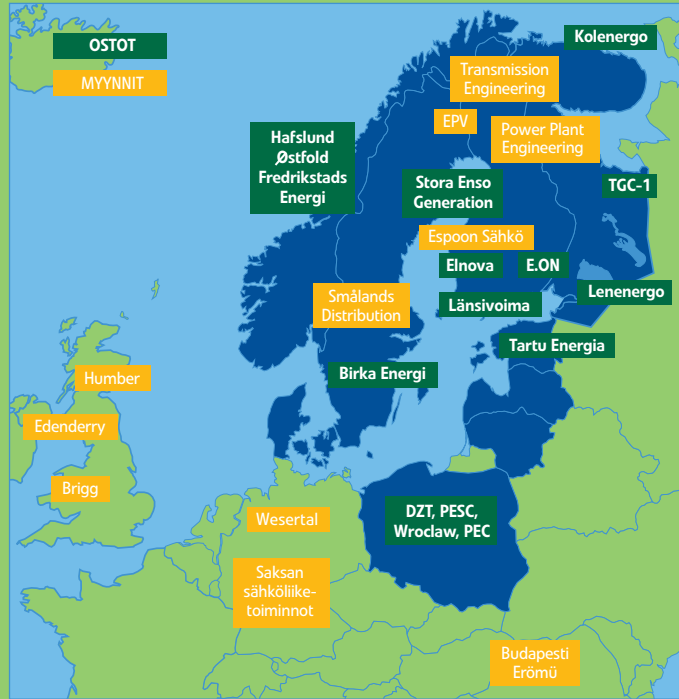 OSTOT
MYYNNIT
Kolenergo
Transmission
Engineering
EPV
Power Plant
Engineering
Hafslund
Østfold
Fredrikstads
Energi
Stora Enso
Generation
TGC-1
Espoon Sähkö
Elnova
E.ON
Lenenergo
Smålands
Distribution
Länsivoima
Tartu Energia
Birka Energi
Humber
Edenderry
Brigg
DZT, PESC,
Wroclaw, PEC
Wesertal
Saksan
sähköliike-
toiminnot
Budapesti
Erömü